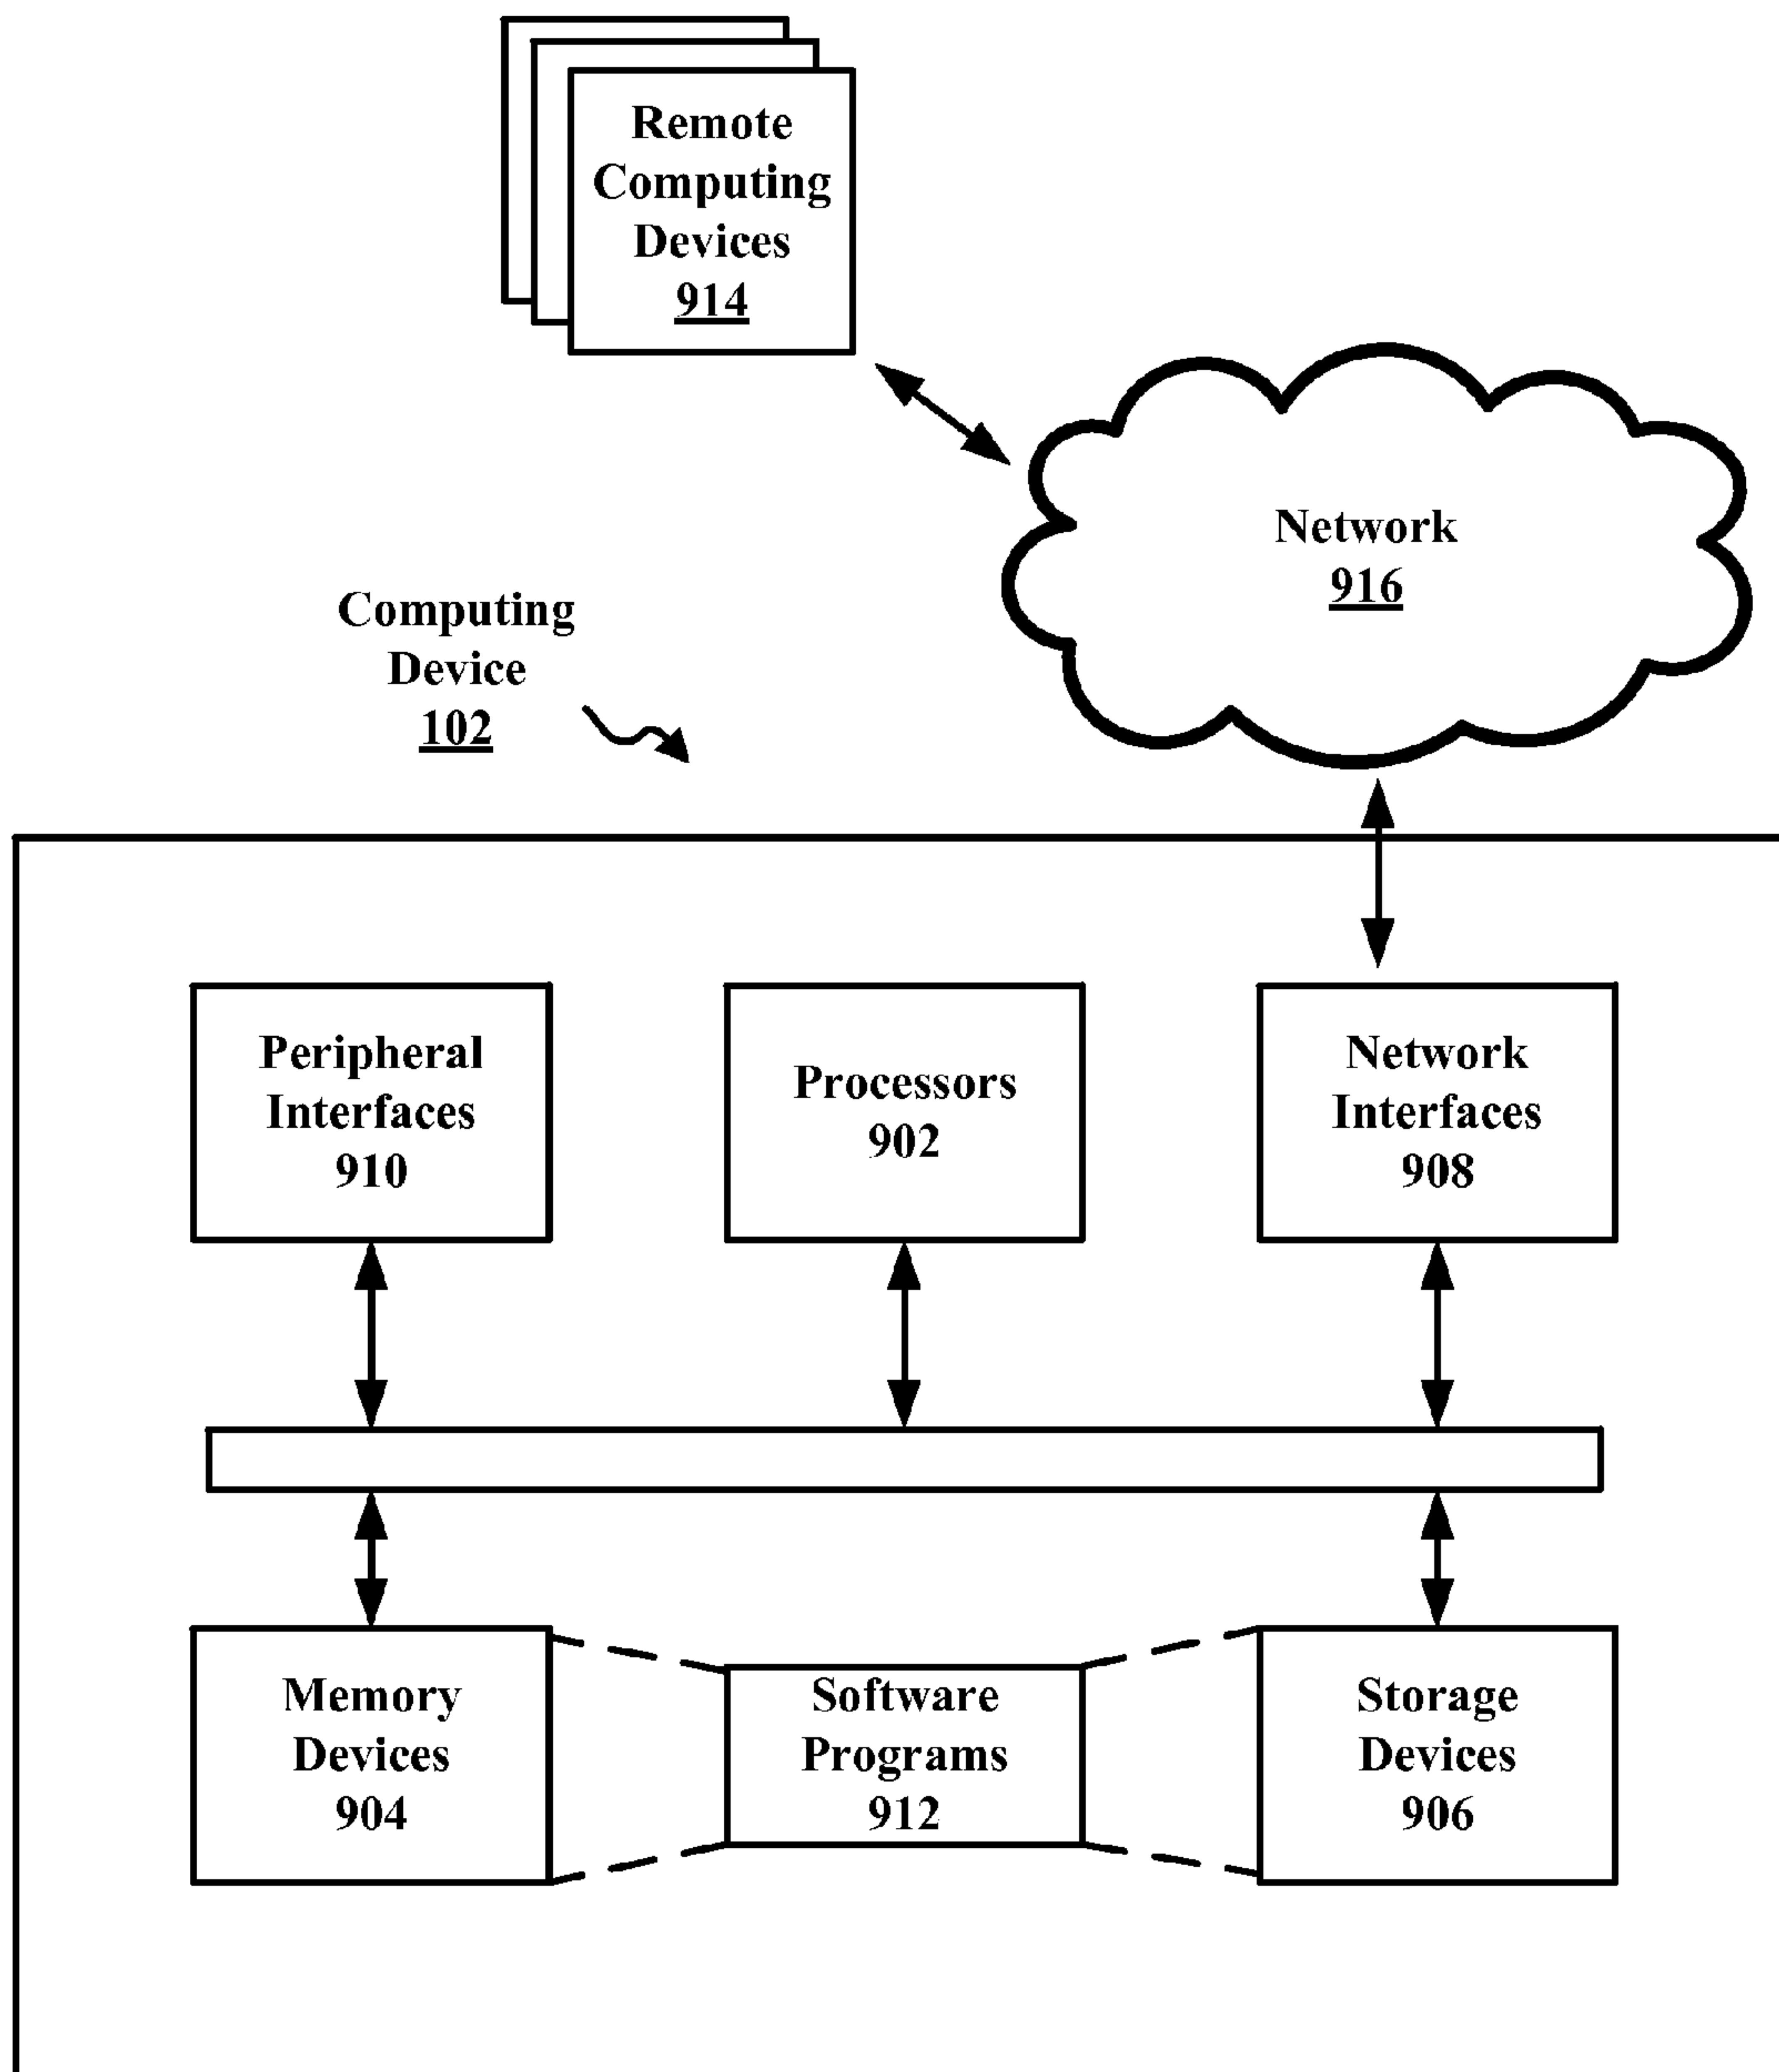 Remote
Computing
Devices
914
Network
916
Computing
Device
102
Peripheral
Interfaces
910
Processors
902
Network
Interfaces
908
Memory
Devices
904
Software
Programs
912
Storage
Devices
906